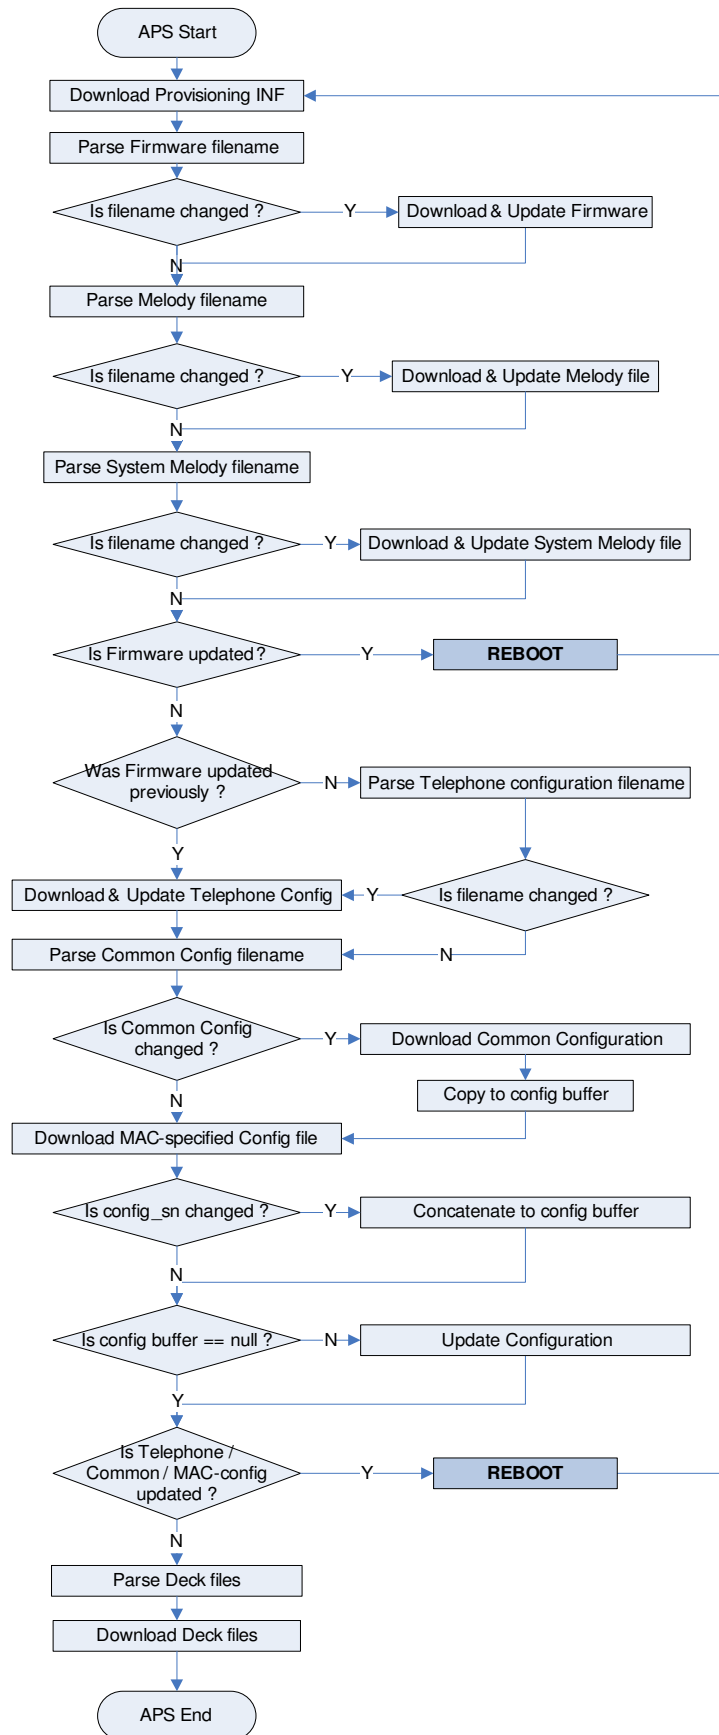 APS Start
Download Provisioning INF
Parse Firmware filename
Is filename changed ?
Y
Download & Update Firmware
N
Parse Melody filename
Is filename changed ?
Y
Download & Update Melody file
N
Parse System Melody filename
Is filename changed ?
Y
Download & Update System Melody file
N
Is Firmware updated ?
Y
REBOOT
N
Was Firmware updated
previously ?
N
Parse Telephone configuration filename
Y
Download & Update Telephone Config
Y
Is filename changed ?
Parse Common Config filename
N
Is Common Config
changed ?
Y
Download Common Configuration
N
Copy to config buffer
Download MAC-specified Config file
Is config_sn changed ?
Y
Concatenate to config buffer
N
Is config buffer == null ?
N
Update Configuration
Y
Is Telephone /
Common / MAC-config
updated ?
Y
REBOOT
N
Parse Deck files
Download Deck files
APS End